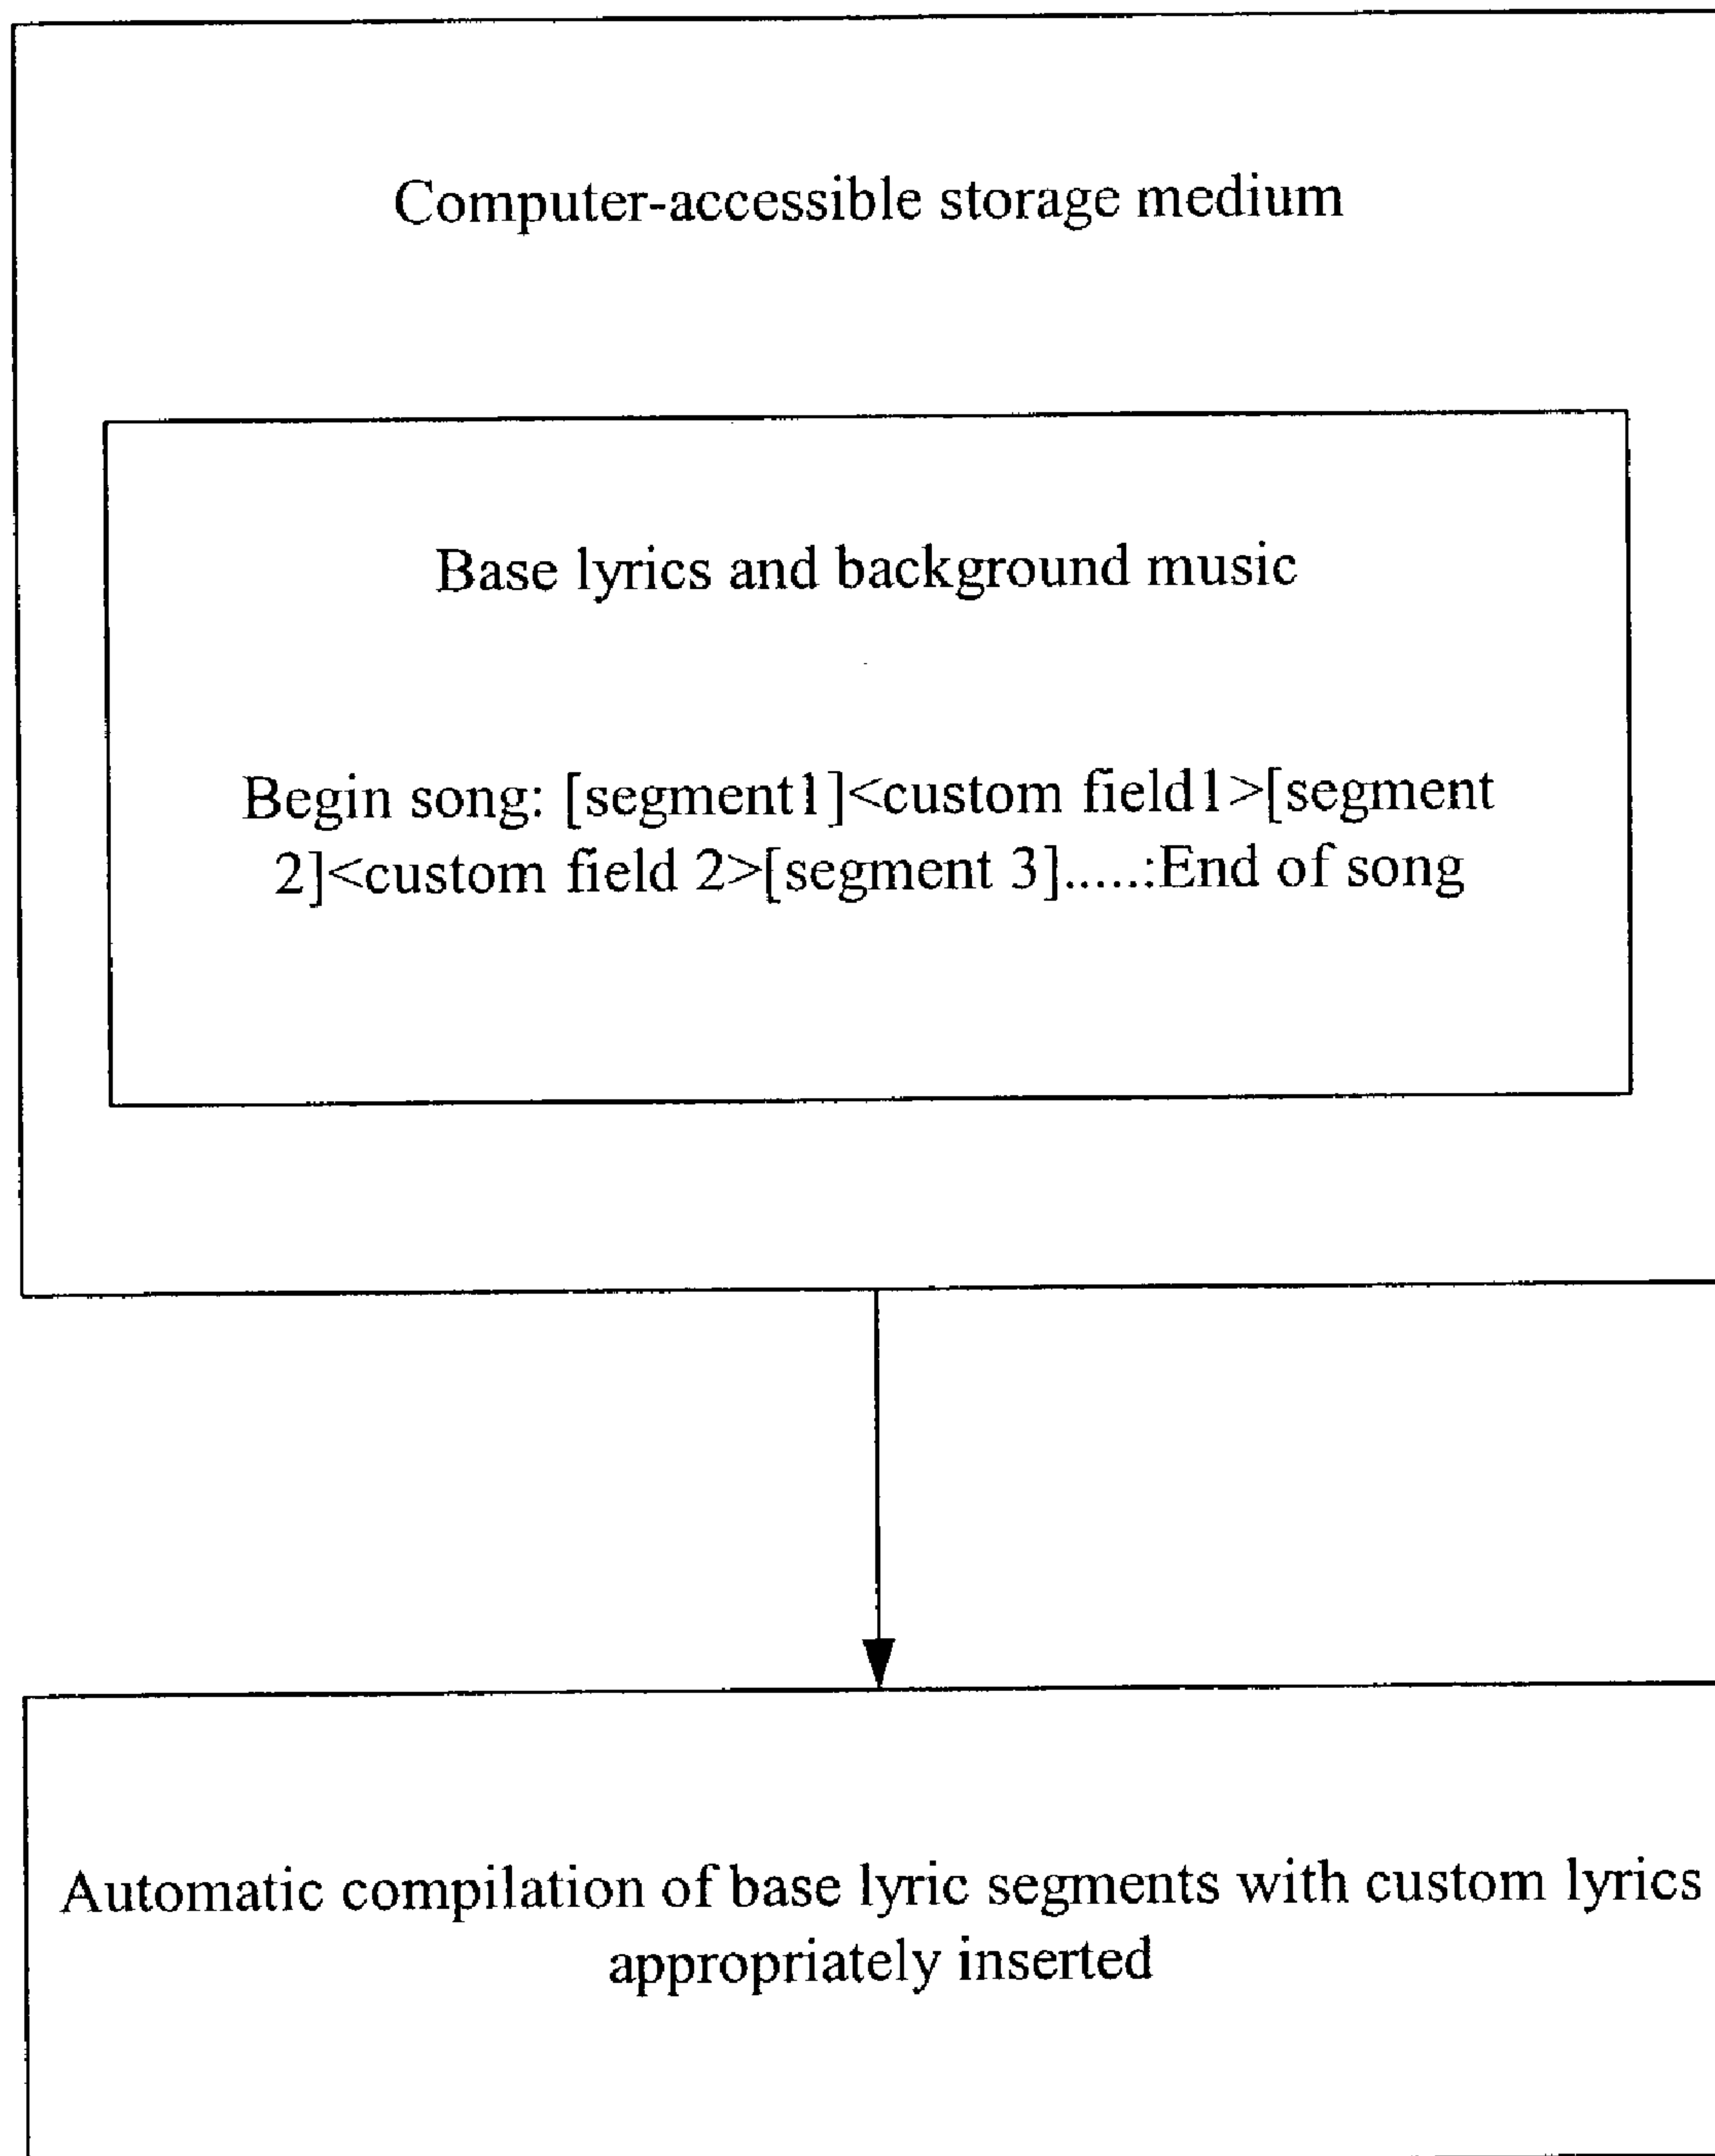 Computer-accessible storage medium
Base lyrics and background music
Begin song: [segment1]<custom field1>[segment
2]<custom field 2>[segment 3].....:End of song
Automatic compilation of base lyric segments with custom lyrics
appropriately inserted